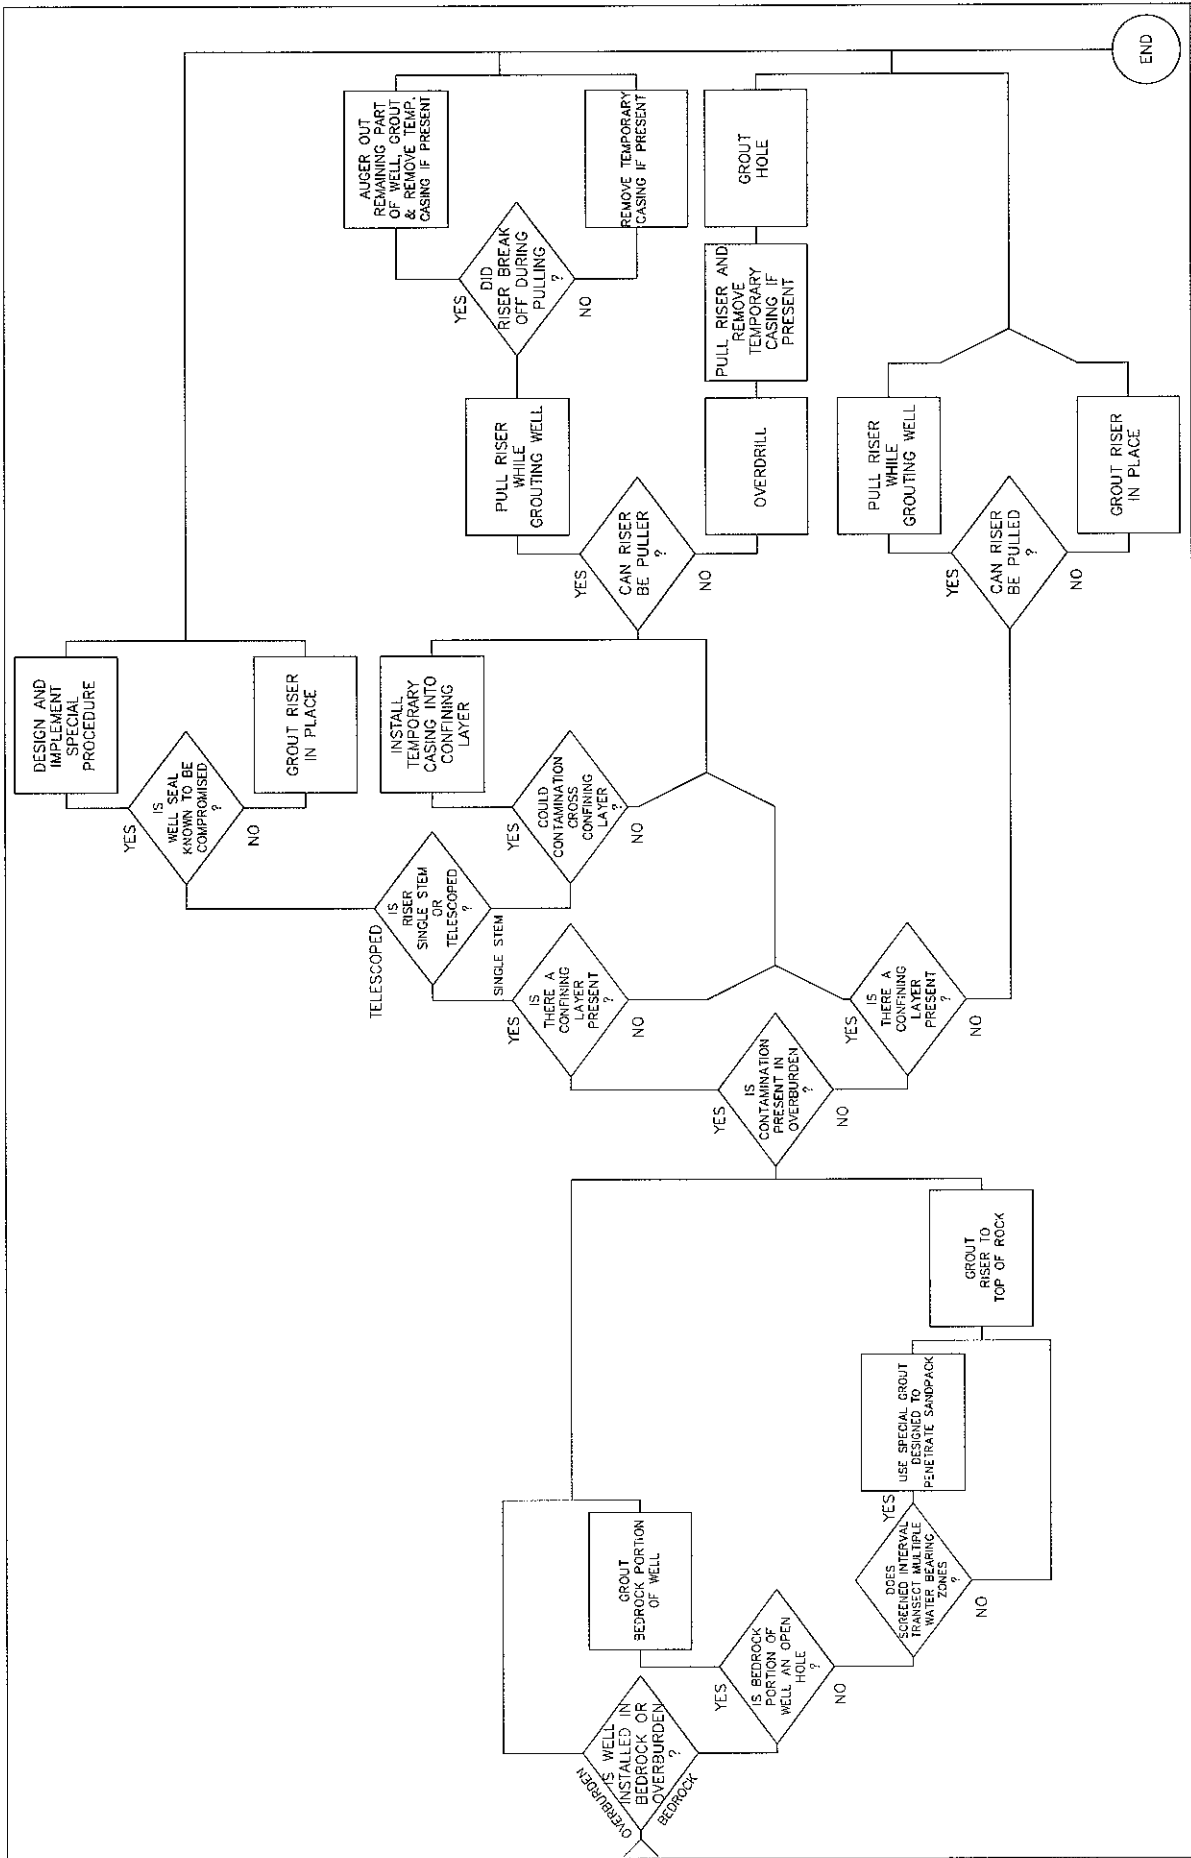 OVERBURDEN
IS WELL
INSTALLED IN
BEDROCK OR
OVERBURDEN
?
BEDROCK
GROUT
BEDROCK PORTION
OF WELL
YES
IS BEDROCK
PORTION OF
WELL AN OPEN
HOLE
?
NO
DOES
SCREENED INTERVAL
TRANSECT MULTIPLE
WATER BEARING
ZONES
?
YES
NO
USE SPECIAL GROUT
DESIGNED TO
PENETRATE SANDPACK
GROUT
RISER TO
TOP OF ROCK
YES
IS
CONTAMINATION
PRESENT IN
OVERBURDEN
?
NO
YES
IS
THERE A
CONFINING
LAYER
PRESENT
?
NO
YES
IS
THERE A
CONFINING
LAYER
PRESENT
?
NO
TELESCOPED
IS
RISER
SINGLE STEM
OR
TELESCOPED
?
SINGLE STEM
YES
IS
WELL SEAL
KNOWN TO BE
COMPROMISED
?
NO
DESIGN AND
IMPLEMENT
SPECIAL
PROCEDURE
GROUT RISER
IN PLACE
YES
COULD
CONTAMINATION
CROSS
CONFINING
LAYER
?
NO
INSTALL
TEMPORARY
CASING INTO
CONFINING
LAYER
YES
CAN RISER
BE PULLER
?
NO
PULL RISER
WHILE
GROUTING WELL
OVERDRILL
YES
CAN RISER
BE PULLED
?
NO
PULL RISER
WHILE
GROUTING WELL
GROUT RISER
IN PLACE
YES
DID
RISER BREAK
OFF DURING
PULLING
?
NO
AUGER OUT
REMAINING PART
OF WELL, GROUT
& REMOVE TEMP.
CASING IF PRESENT
REMOVE TEMPORARY
CASING IF PRESENT
PULL RISER AND
REMOVE
TEMPORARY
CASING IF
PRESENT
GROUT
HOLE
END